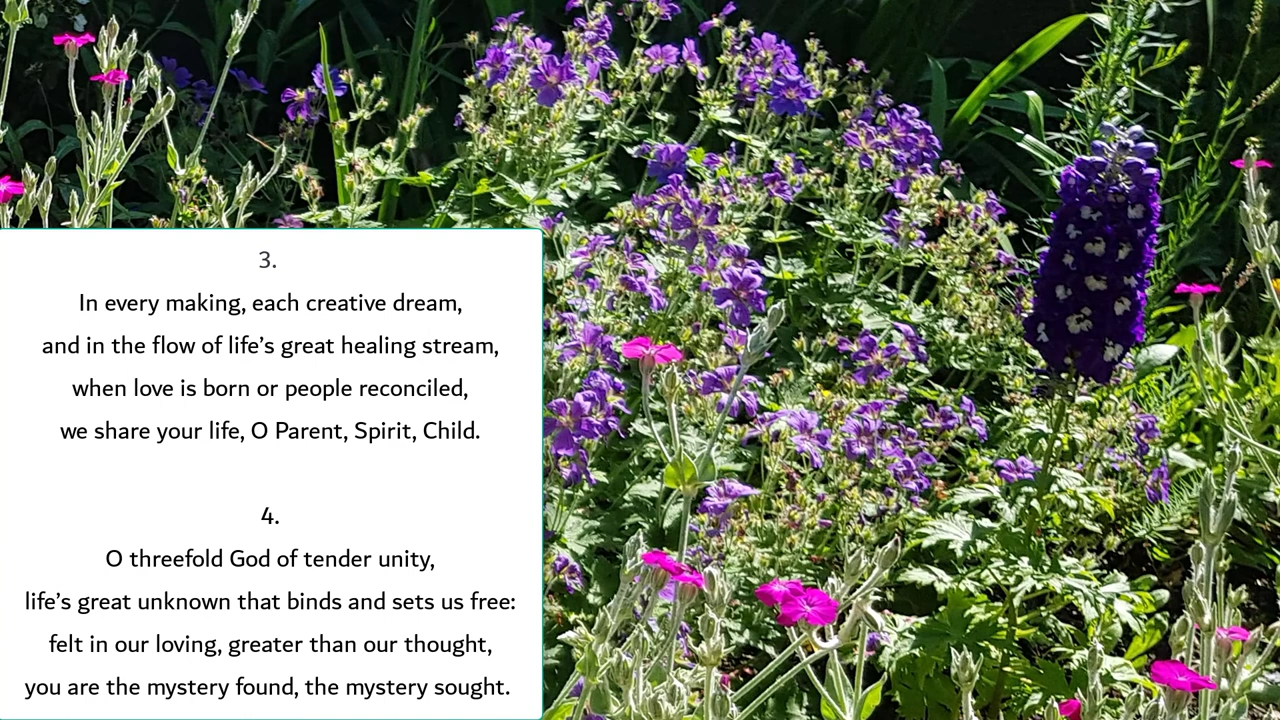 3.
In every making, each creative dream,
and in the flow of life’s great healing stream,
when love is born or people reconciled,
we share your life, O Parent, Spirit, Child.
4.
O threefold God of tender unity,
life’s great unknown that binds and sets us free:
felt in our loving, greater than our thought,
you are the mystery found, the mystery sought.